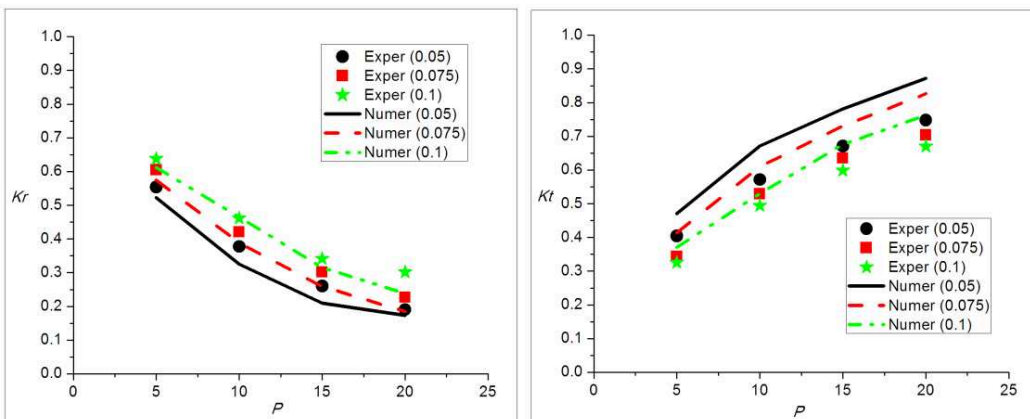 1.0
0.9
0.8
0.7
0.6
0.5
0.4
0.3
0.2
0.1
0.0
Kr
Exper (0.05)
Exper (0.075)
Exper (0.1)
Numer (0.05)
Numer (0.075)
Numer (0.1)
0 5 10 15 20 25
P
1.0
0.9
0.8
0.7
0.6
0.5
0.4
0.3
0.2
0.1
0.0
Kt
Exper (0.05)
Exper (0.075)
Exper (0.1)
Numer (0.05)
Numer (0.075)
Numer (0.1)
0 5 10 15 20 25
P